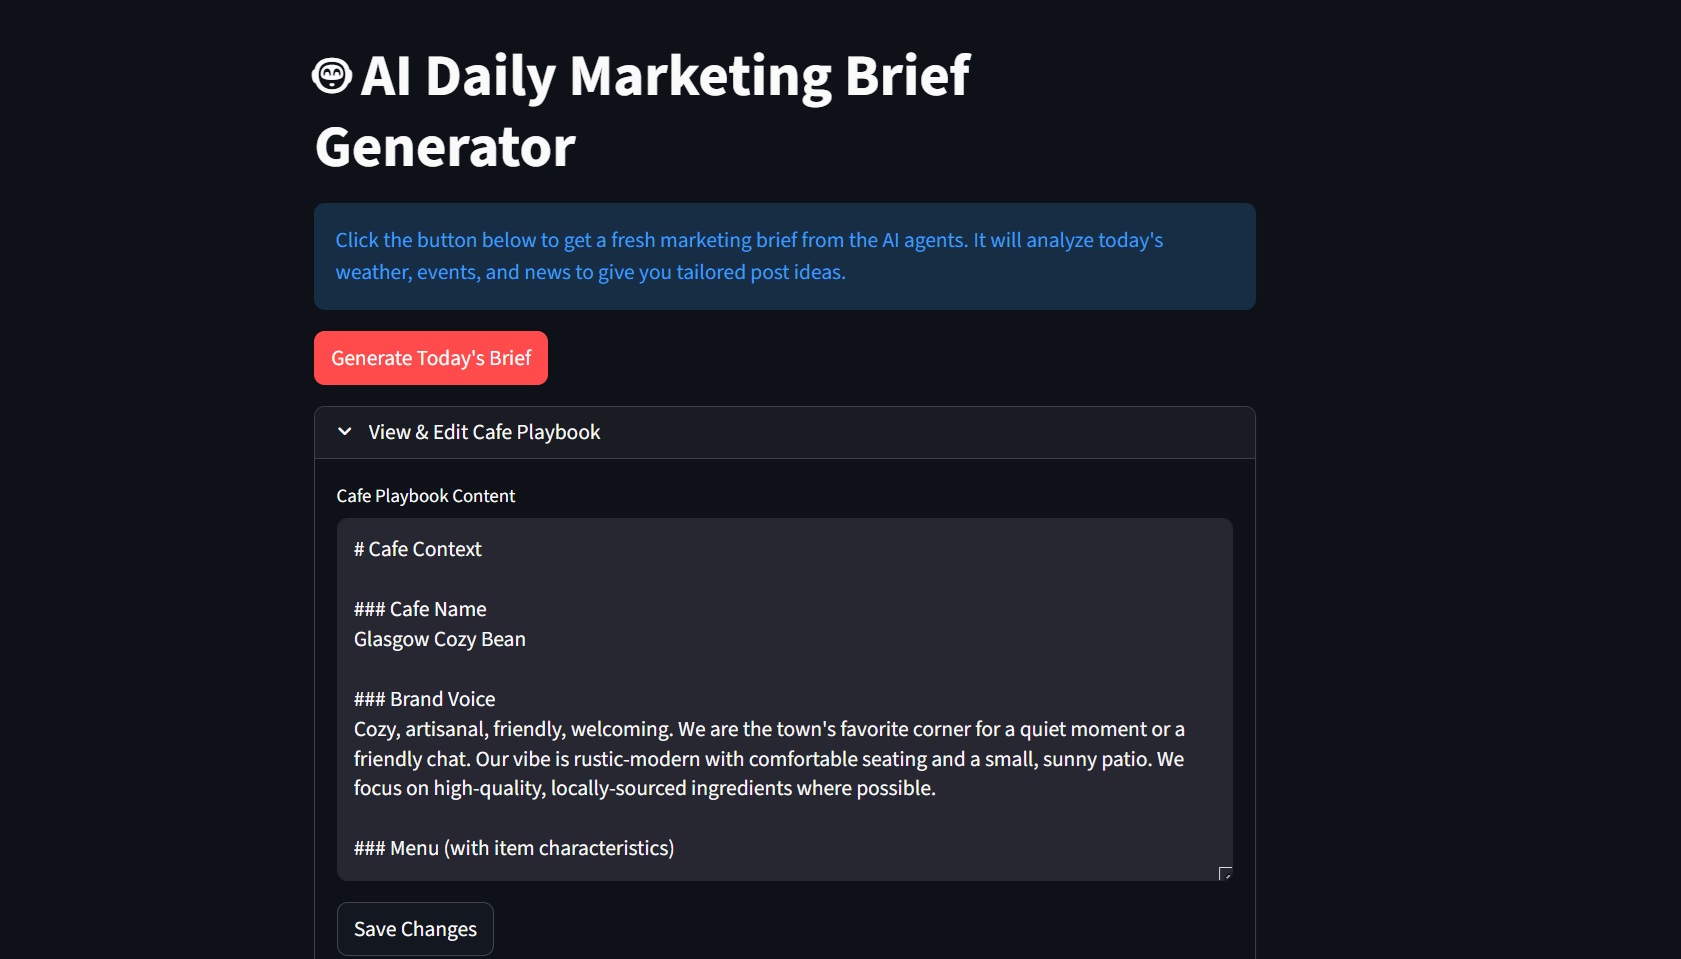 AI Daily Marketing Brief
Generator
Click the button below to get a fresh marketing brief from the AI agents. It will analyze today's
weather, events, and news to give you tailored post ideas.
Generate Today's Brief
View & Edit Cafe Playbook
Cafe Playbook Content
# Cafe Context
### Cafe Name
Glasgow Cozy Bean
### Brand Voice
Cozy, artisanal, friendly, welcoming. We are the town's favorite corner for a quiet moment or a
friendly chat. Our vibe is rustic-modern with comfortable seating and a small, sunny patio. We
focus on high-quality, locally-sourced ingredients where possible.
### Menu (with item characteristics)
Save Changes